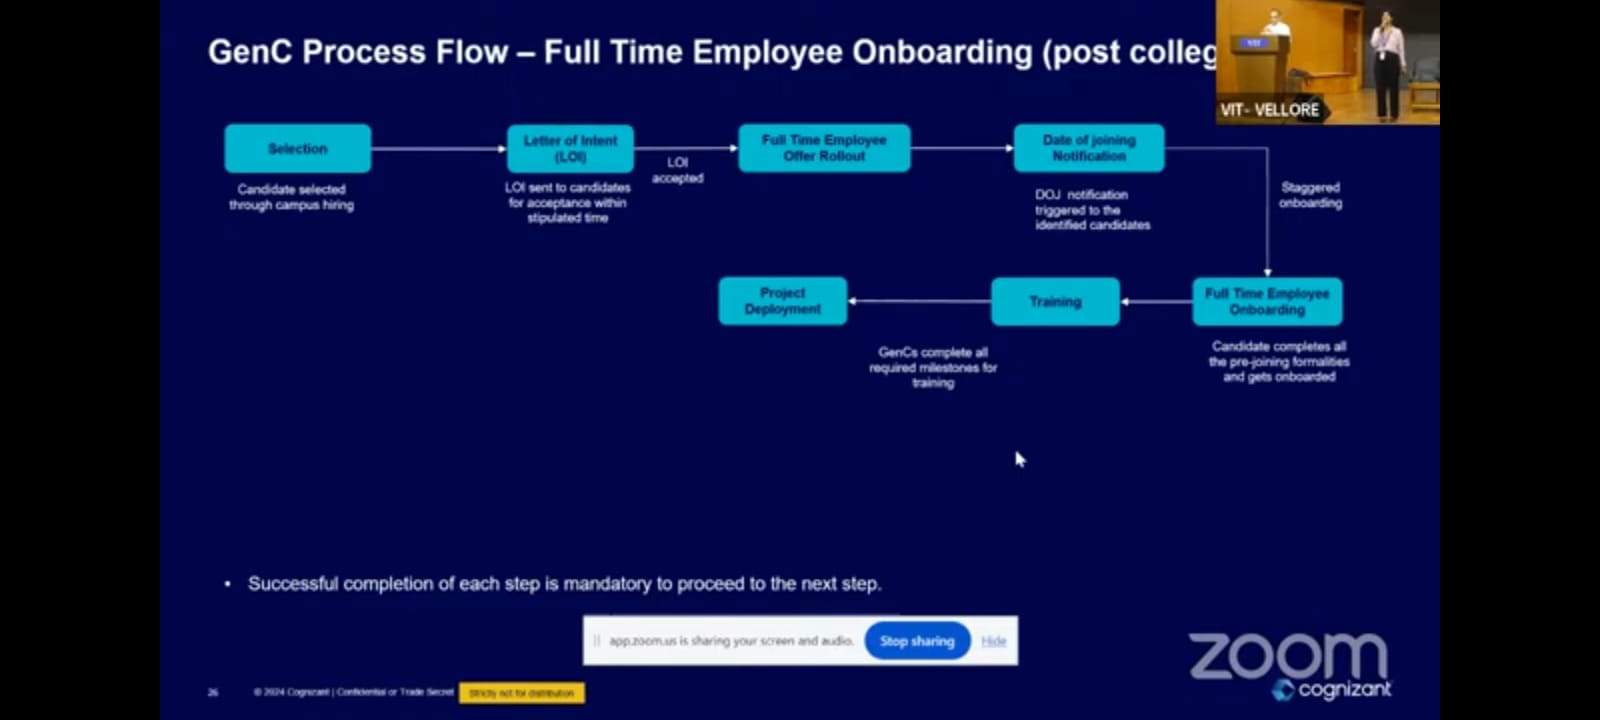 GenC Process Flow – Full Time Employee Onboarding (post colleg
VIT
VIT- VELLORE
Selection
Candidate selected
through campus hiring
Letter of Intent
(LOI)
LOI sent to candidates
for acceptance within
stipulated time
LOI
accepted
Full Time Employee
Offer Rollout
Date of joining
Notification
DOJ notification
triggered to the
identified candidates
Staggered
onboarding
Full Time Employee
Onboarding
Candidate completes all
the pre-joining formalities
and gets onboarded
Training
GenCs complete all
required milestones for
training
Project
Deployment
• Successful completion of each step is mandatory to proceed to the next step.
app.zoom.us is sharing your screen and audio.
Stop sharing
Hide
zoom
26
© 2024 Cognizant | Confidential or Trade Secret
Strictly not for distribution
cognizant